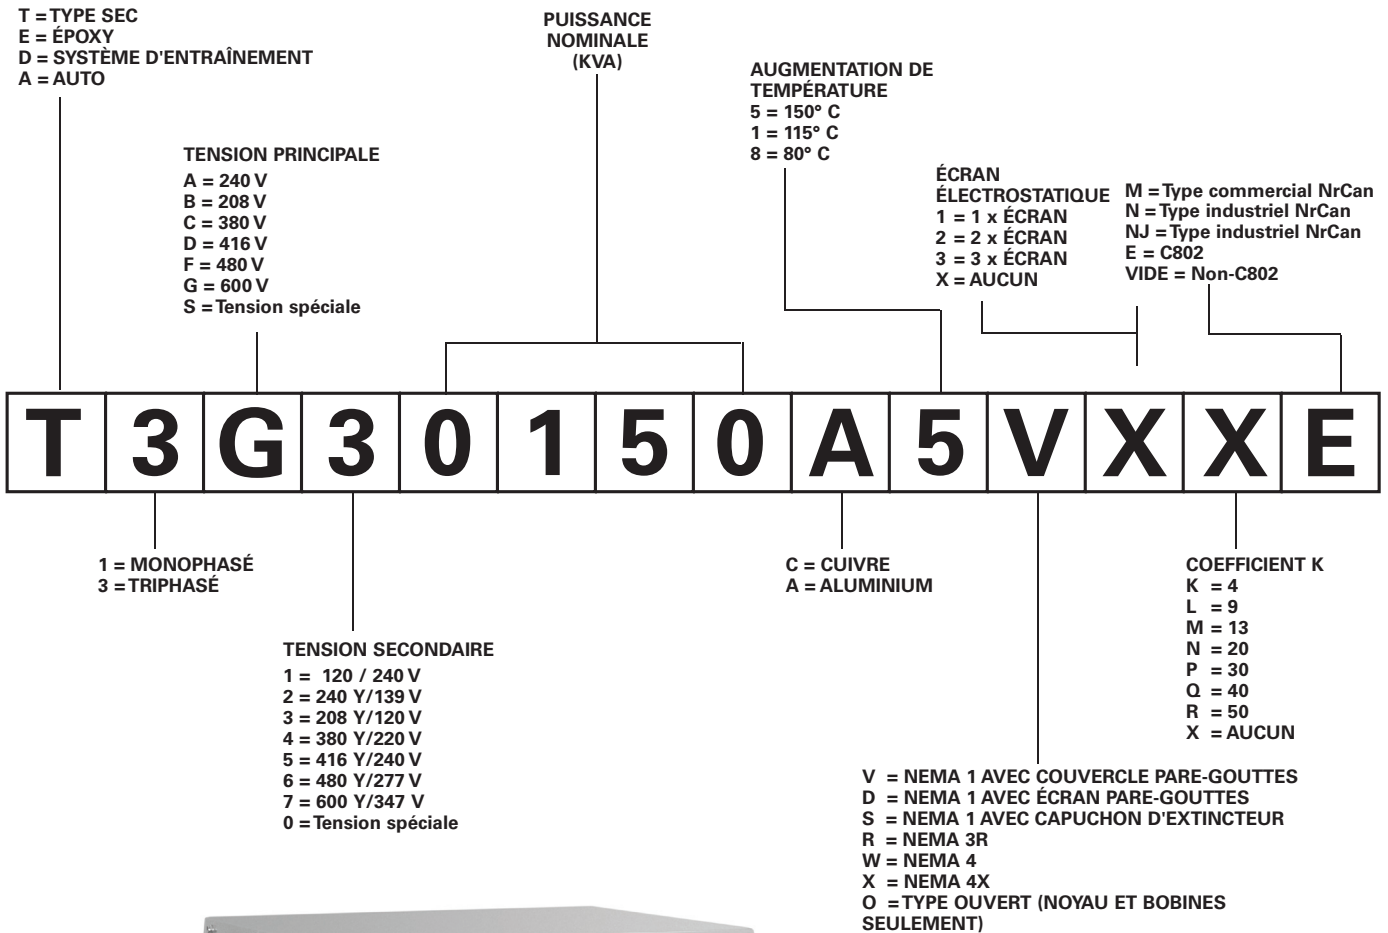 T = TYPE SEC
E = ÉPOXY
D = SYSTÈME D'ENTRAÎNEMENT
A = AUTO
PUISSANCE
NOMINALE
(KVA)
AUGMENTATION DE
TEMPÉRATURE
5 = 150° C
1 = 115° C
8 = 80° C
TENSION PRINCIPALE
A = 240 V
B = 208 V
C = 380 V
D = 416 V
F = 480 V
G = 600 V
S = Tension spéciale
ÉCRAN
ÉLECTROSTATIQUE
1 = 1 x ÉCRAN
2 = 2 x ÉCRAN
3 = 3 x ÉCRAN
X = AUCUN
M = Type commercial NrCan
N = Type industriel NrCan
NJ = Type industriel NrCan
E = C802
VIDE = Non-C802
T 3 G 3 0 1 5 0 A 5 V X X E
1 = MONOPHASÉ
3 = TRIPHASÉ
TENSION SECONDAIRE
1 = 120 / 240 V
2 = 240 Y/139 V
3 = 208 Y/120 V
4 = 380 Y/220 V
5 = 416 Y/240 V
6 = 480 Y/277 V
7 = 600 Y/347 V
0 = Tension spéciale
C = CUIVRE
A = ALUMINIUM
COEFFICIENT K
K = 4
L = 9
M = 13
N = 20
P = 30
Q = 40
R = 50
X = AUCUN
V = NEMA 1 AVEC COUVERCLE PARE-GOUTTES
D = NEMA 1 AVEC ÉCRAN PARE-GOUTTES
S = NEMA 1 AVEC CAPUCHON D'EXTINCTEUR
R = NEMA 3R
W = NEMA 4
X = NEMA 4X
O = TYPE OUVERT (NOYAU ET BOBINES
SEULEMENT)